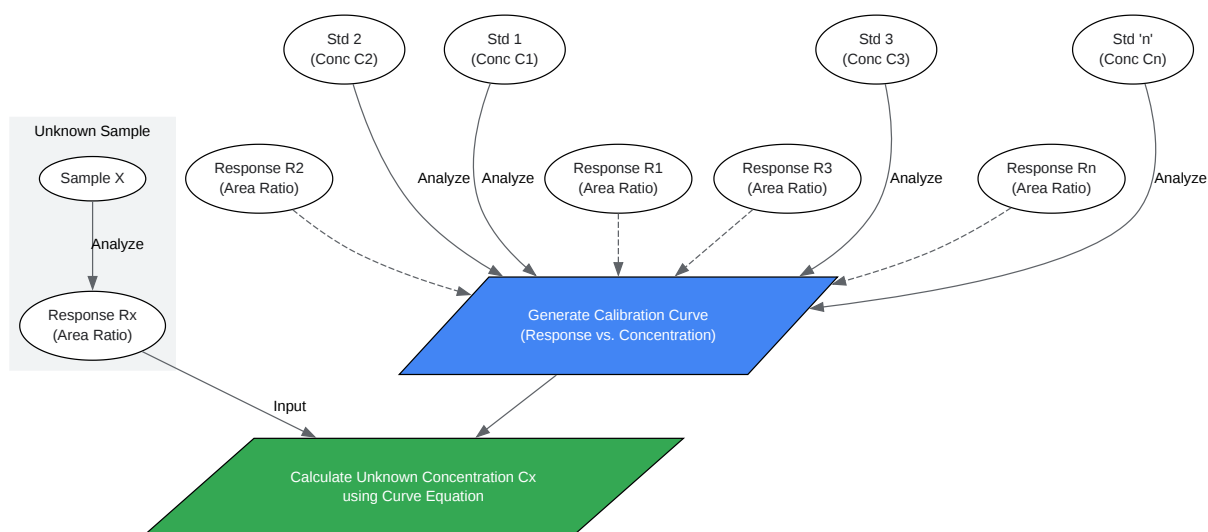 Std 2
(Conc C2)
Std 1
(Conc C1)
Std 3
(Conc C3)
Std 'n'
(Conc Cn)
Unknown Sample
Sample X
Response R2
(Area Ratio)
Analyze
Analyze
Response R1
(Area Ratio)
Response R3
(Area Ratio)
Analyze
Response Rn
(Area Ratio)
Analyze
Analyze
Response Rx
(Area Ratio)
Generate Calibration Curve
(Response vs. Concentration)
Input
Calculate Unknown Concentration Cx
using Curve Equation